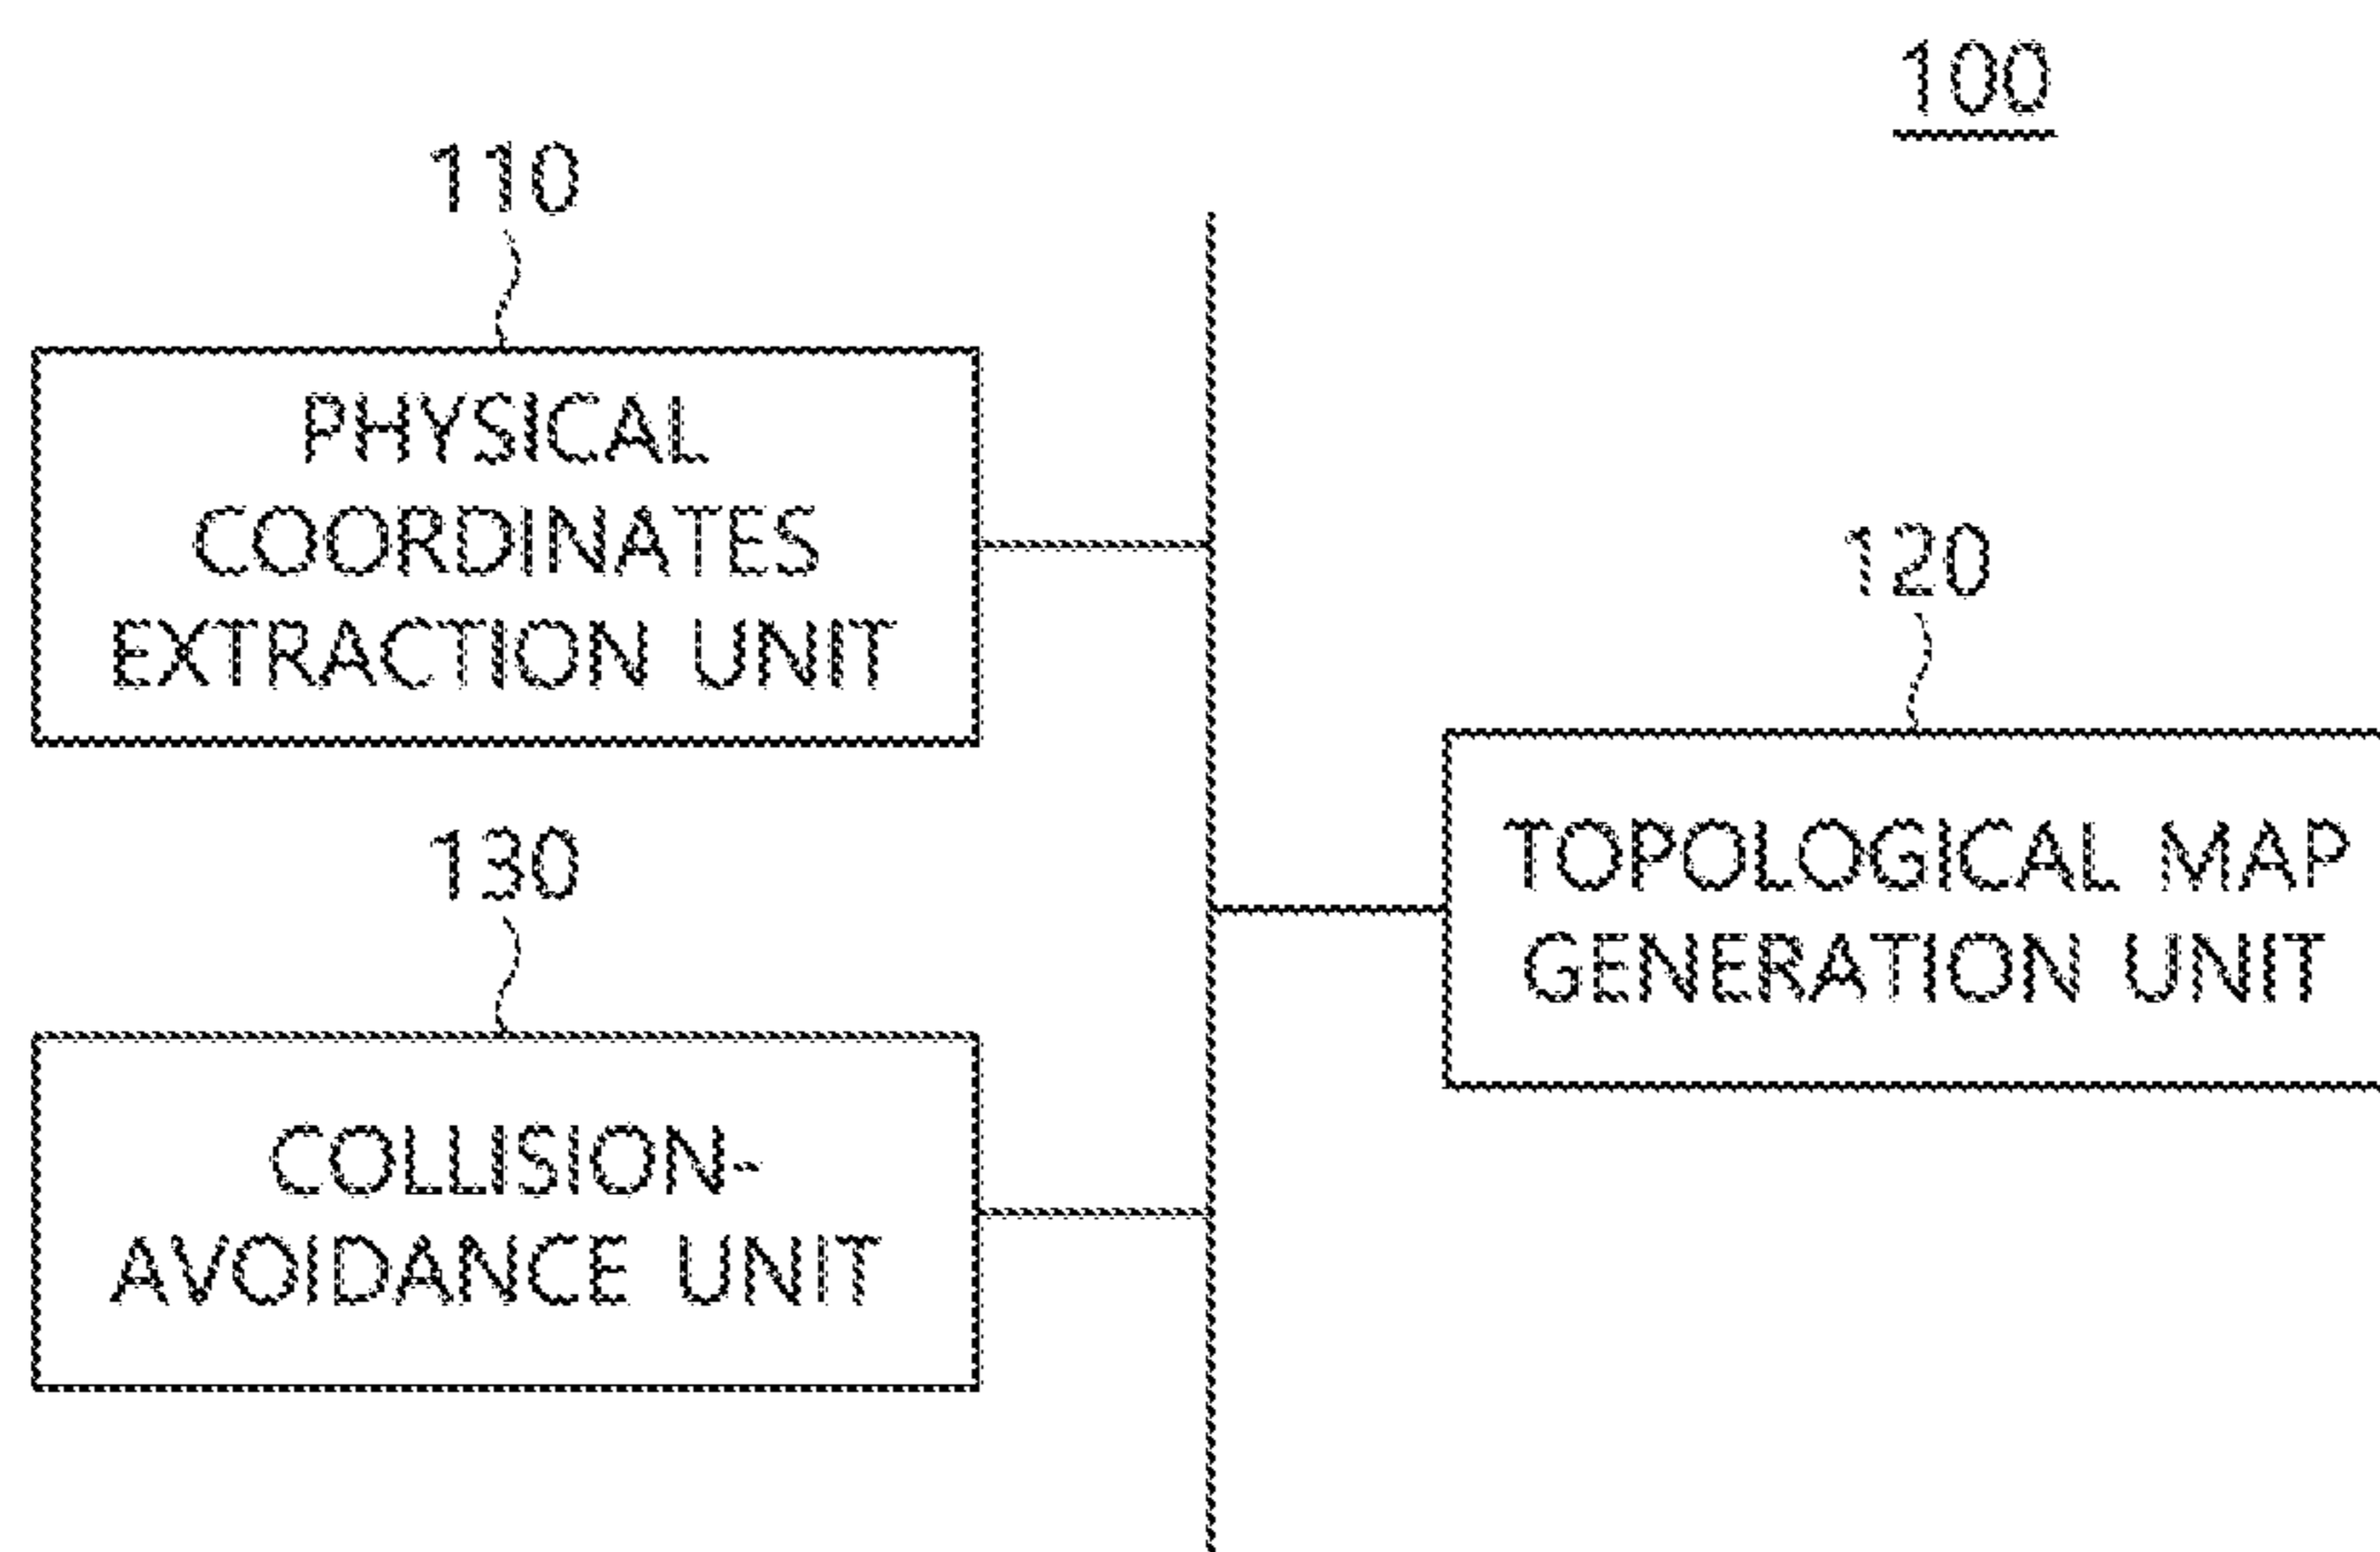 100
110
PHYSICAL
COORDINATES
EXTRACTION UNIT
120
TOPOLOGICAL MAP
GENERATION UNIT
130
COLLISION-
AVOIDANCE UNIT